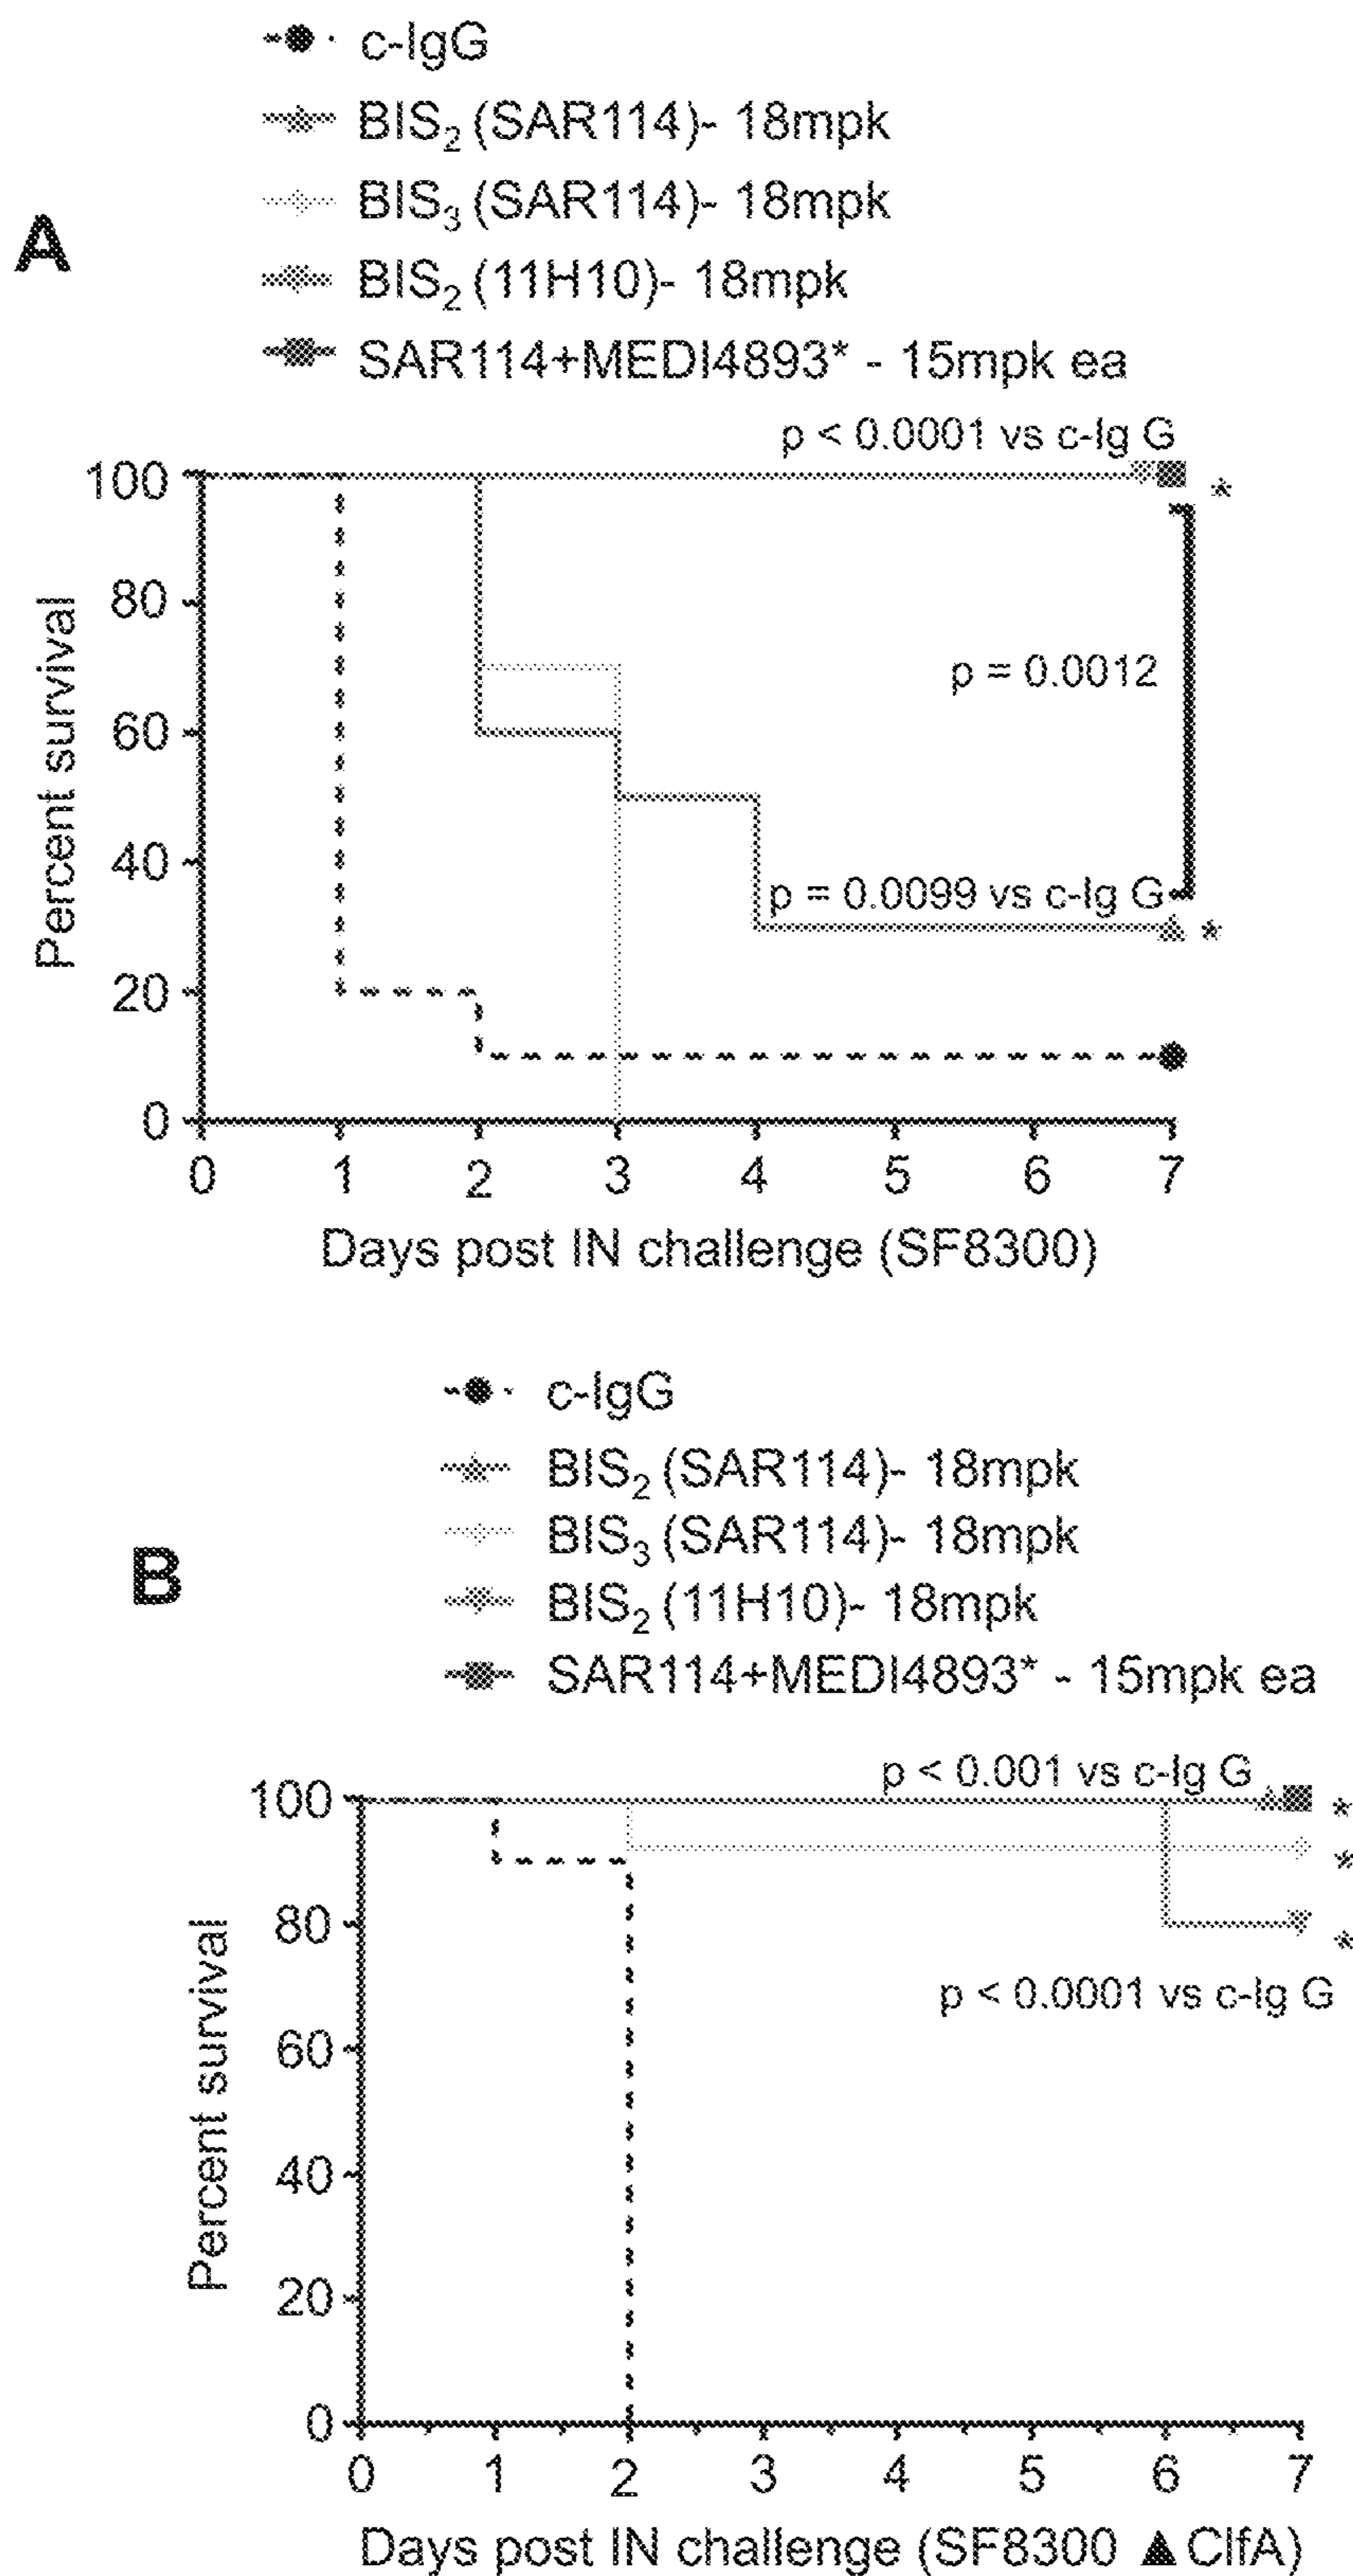 c-IgG
BIS2 (SAR114)- 18mpk
BIS3 (SAR114)- 18mpk
A
BIS2 (11H10)- 18mpk
SAR114+MEDI4893* - 15mpk ea
p < 0.0001 vs c-Ig G
100
*
80
p = 0.0012
60
40
p = 0.0099 vs c-Ig G
*
20
0
Percent survival
0 1 2 3 4 5 6 7
Days post IN challenge (SF8300)
c-IgG
BIS2 (SAR114)- 18mpk
BIS3 (SAR114)- 18mpk
B
BIS2 (11H10)- 18mpk
SAR114+MEDI4893* - 15mpk ea
p < 0.001 vs c-Ig G
100
*
*
80
*
p < 0.0001 vs c-Ig G
60
40
20
0
Percent survival
0 1 2 3 4 5 6 7
Days post IN challenge (SF8300 ▲ClfA)